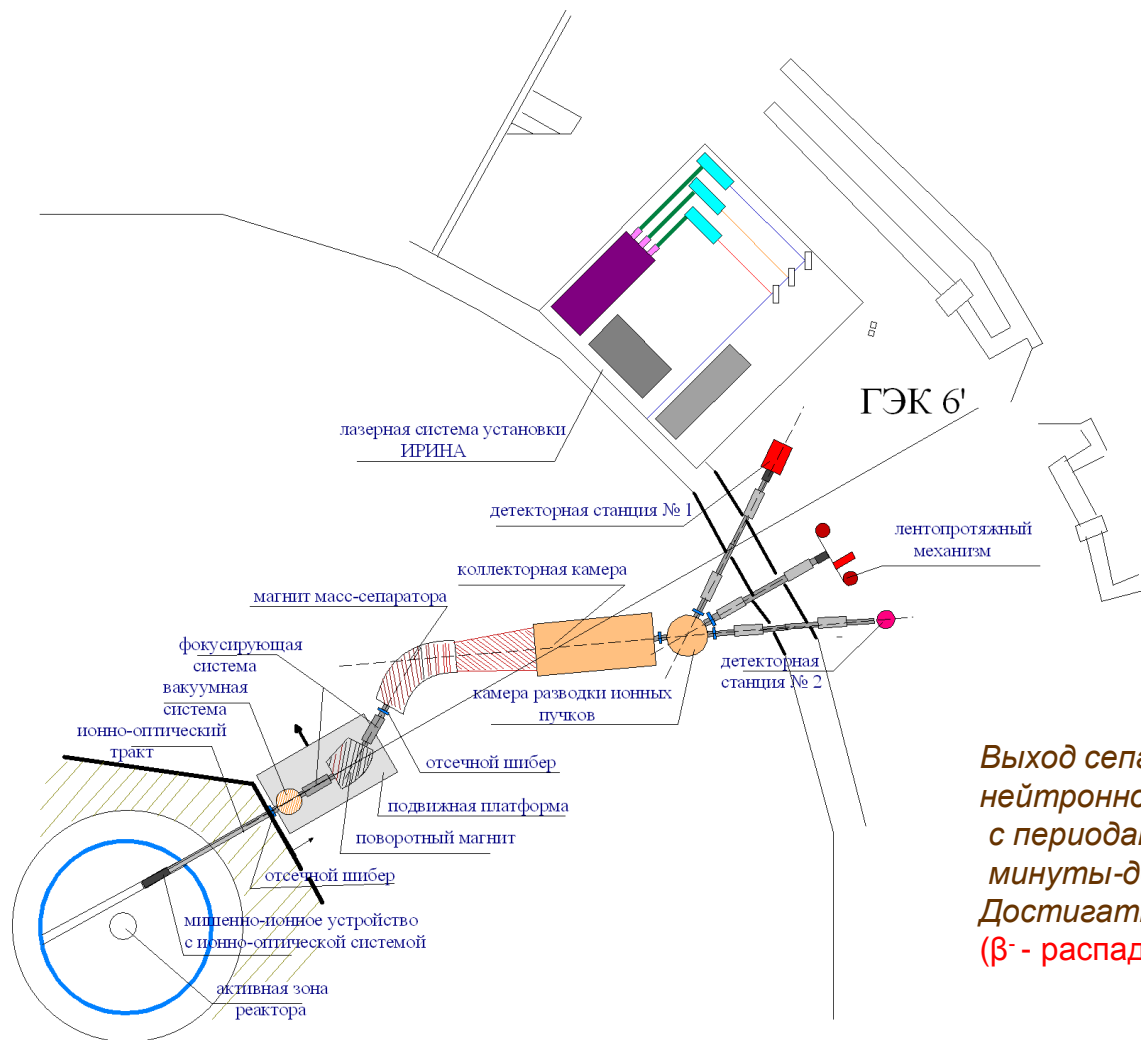 ГЭК 6'
лазерная система установки
ИРИНА
детекторная станция № 1
лентопротяжный
механизм
коллекторная камера
магнит масс-сепаратора
фокусирующая
система
вакуумная
система
ионно-оптический
тракт
детекторная
станция № 2
камера разводки ионных
пучков
отсечной шибер
подвижная платформа
поворотный магнит
отсечной шибер
мишенно-ионное устройство
с ионно-оптической системой
активная зона
реактора
Выход сепа
нейтронно
с периодам
минуты-д
Достигать
(β⁻ - распад